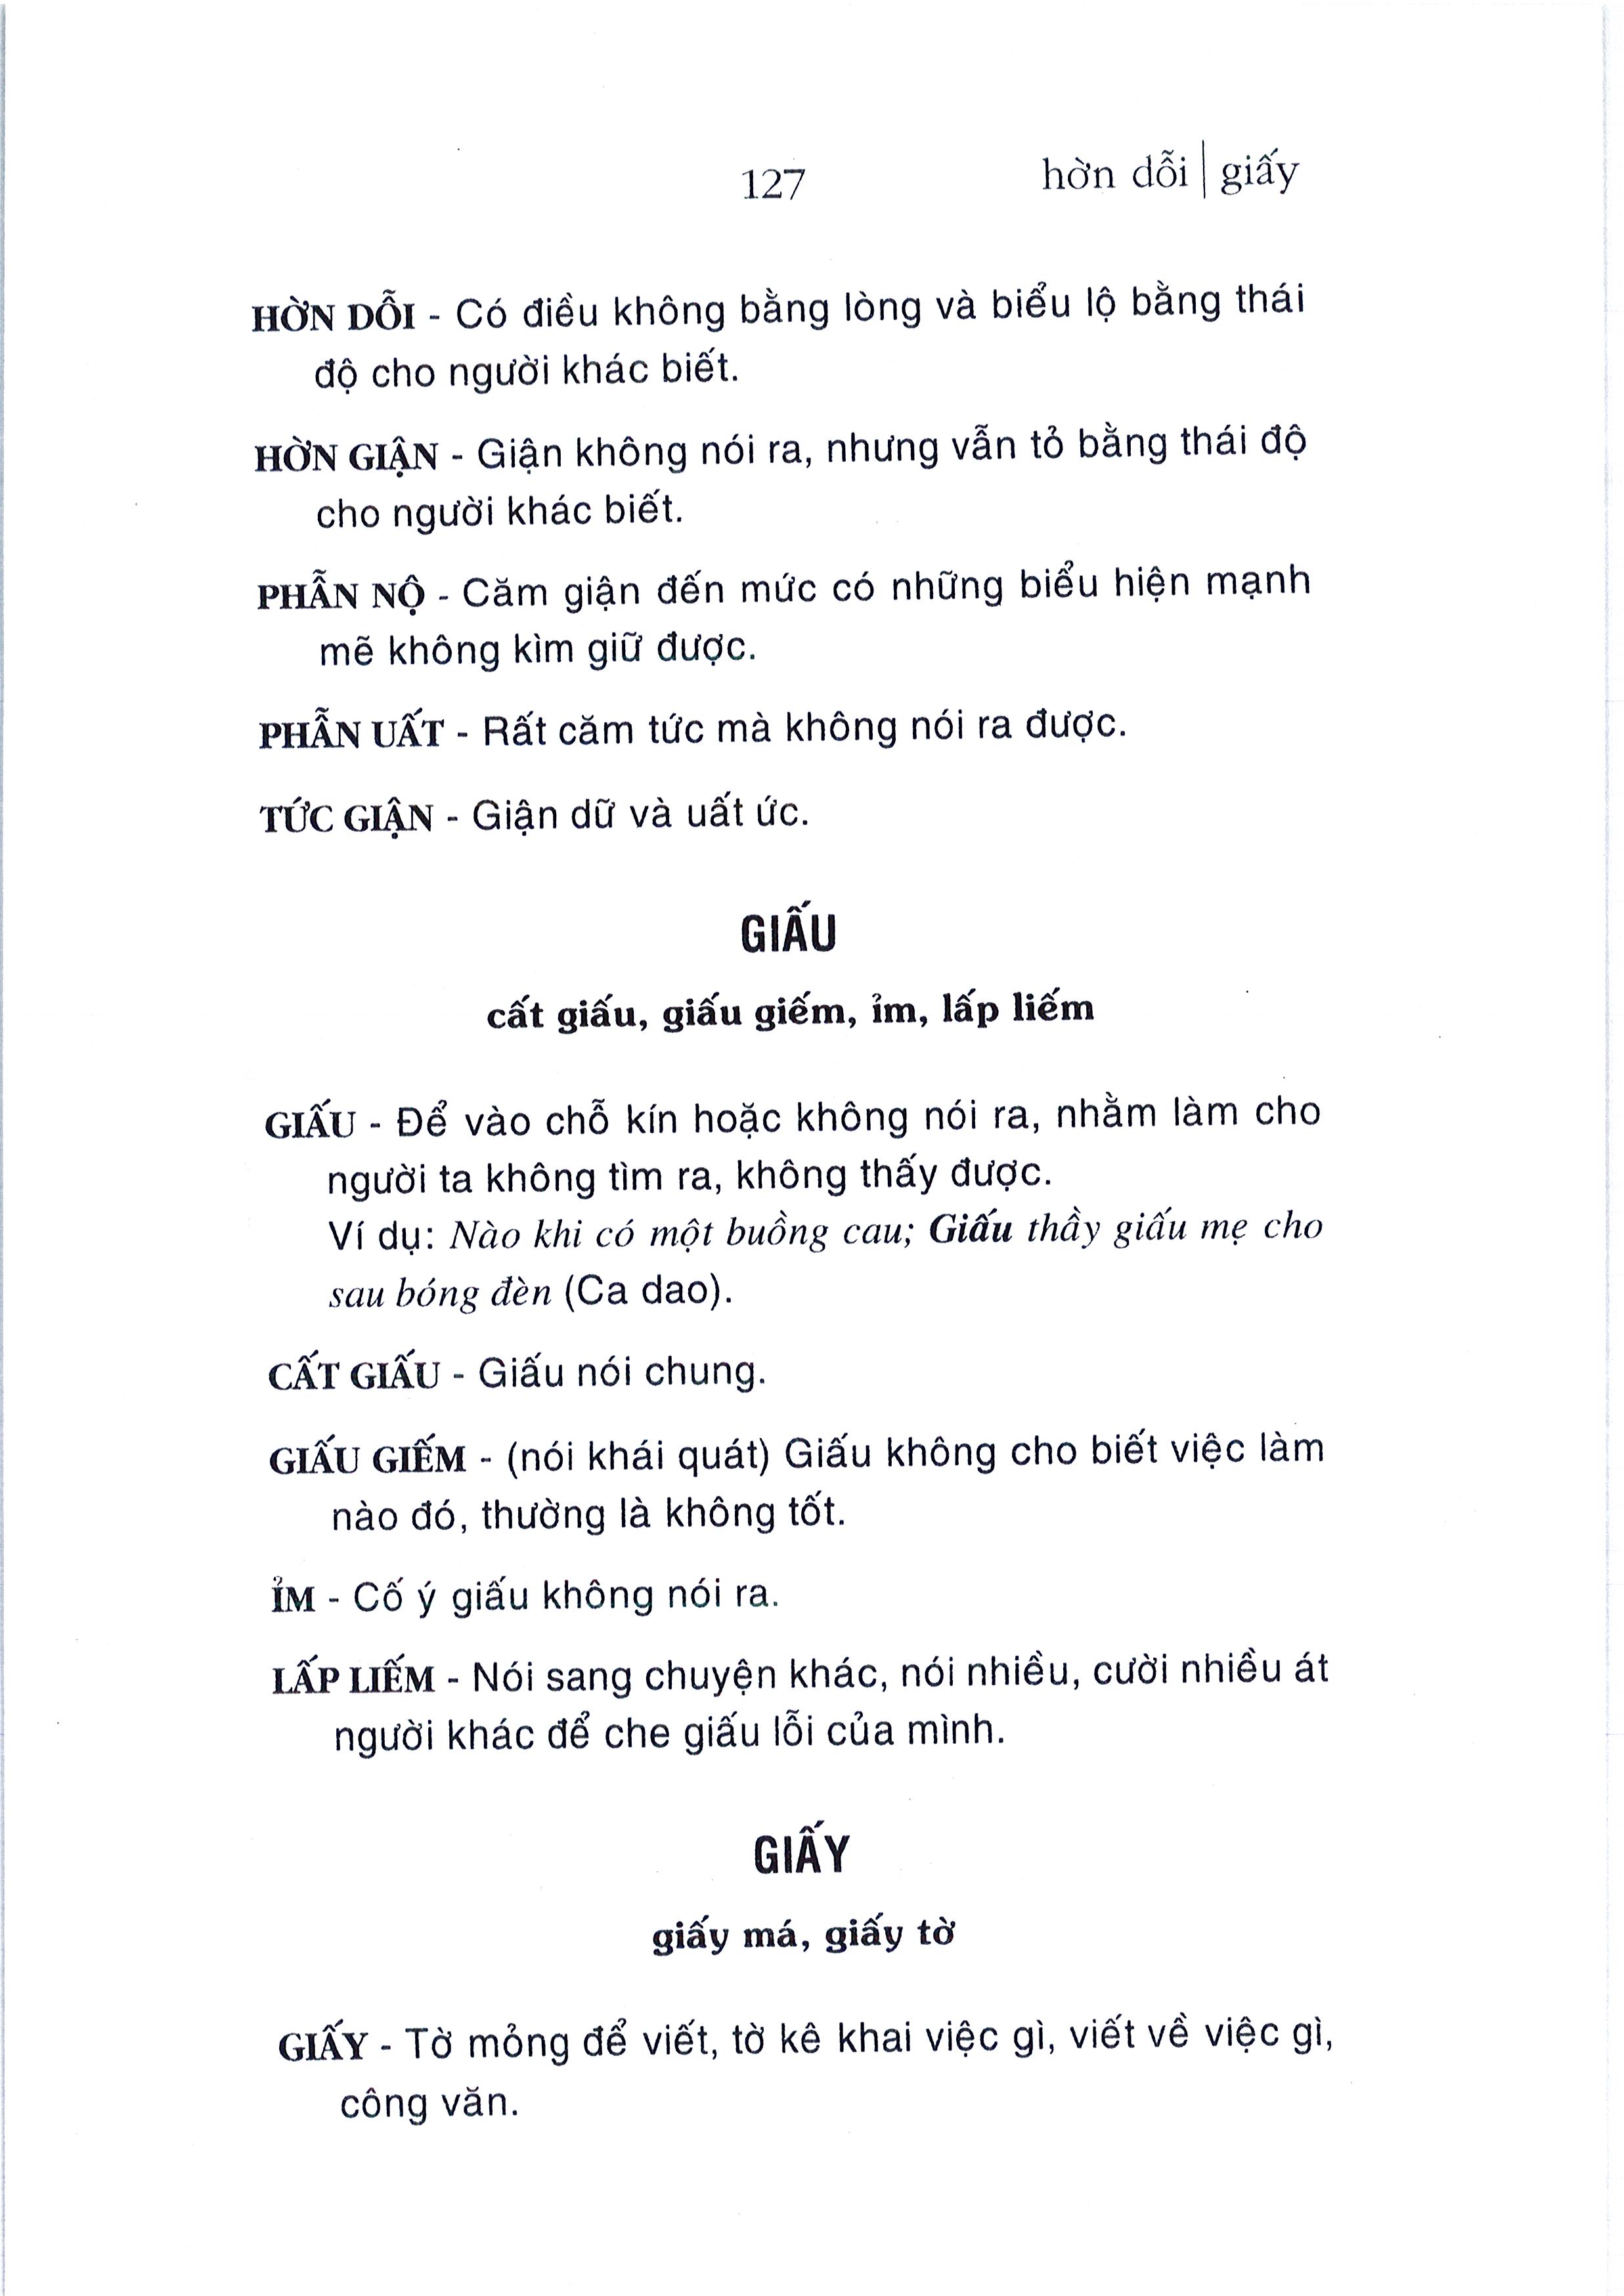 127
hờn dỗi | giấy
HỜN DỖI - Có điều không bằng lòng và biểu lộ bằng thái
độ cho người khác biết.
HỜN GIẬN - Giận không nói ra, nhưng vẫn tỏ bằng thái độ
cho người khác biết.
PHẪN NỘ - Căm giận đến mức có những biểu hiện mạnh
mẽ không kìm giữ được.
PHẪN UẤT - Rất căm tức mà không nói ra được.
TỨC GIẬN - Giận dữ và uất ức.
GIẤU
cất giấu, giấu giếm, ỉm, lấp liếm
GIẤU - Để vào chỗ kín hoặc không nói ra, nhằm làm cho
người ta không tìm ra, không thấy được.
Ví dụ: Nào khi có một buồng cau; Giấu thầy giấu mẹ cho
sau bóng đèn (Ca dao).
CẤT GIẤU - Giấu nói chung.
GIẤU GIẾM - (nói khái quát) Giấu không cho biết việc làm
nào đó, thường là không tốt.
ỈM - Cố ý giấu không nói ra.
LẤP LIẾM - Nói sang chuyện khác, nói nhiều, cười nhiều át
người khác để che giấu lỗi của mình.
GIẤY
giấy má, giấy tờ
GIẤY - Tờ mỏng để viết, tờ kê khai việc gì, viết về việc gì,
công văn.